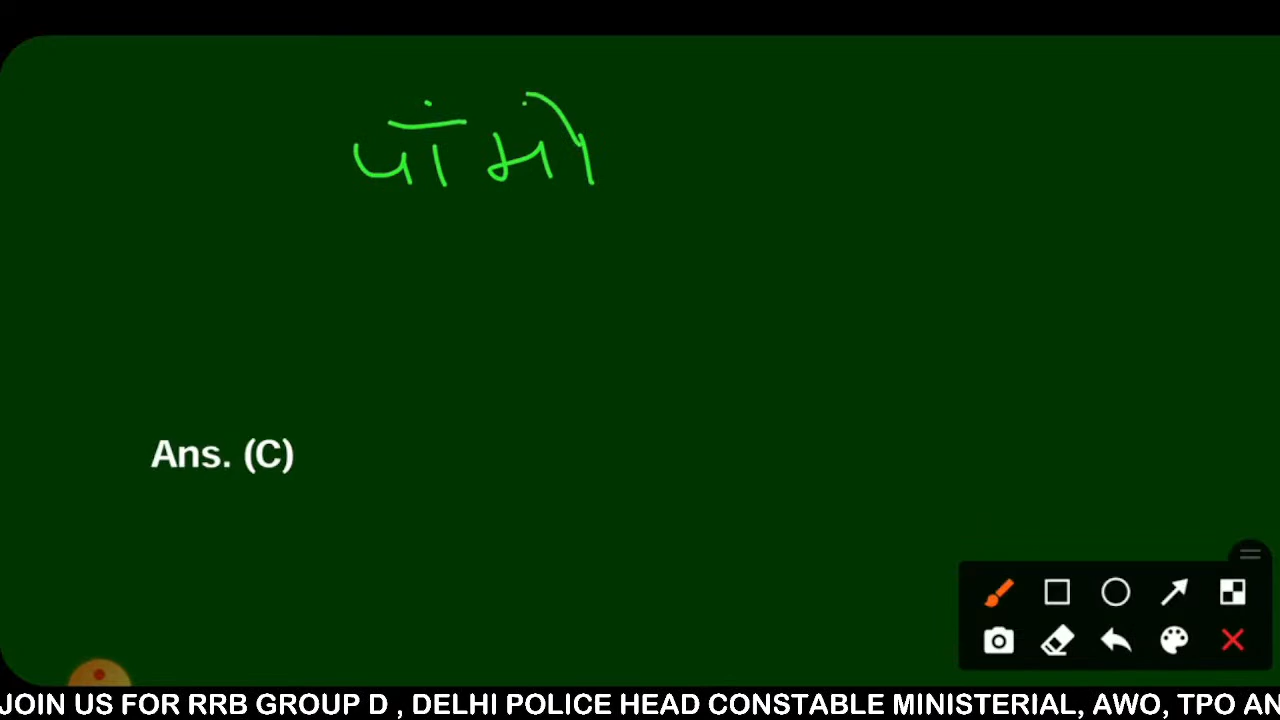 Ans. (C)
JOIN US FOR RRB GROUP D , DELHI POLICE HEAD CONSTABLE MINISTERIAL, AWO, TPO AN